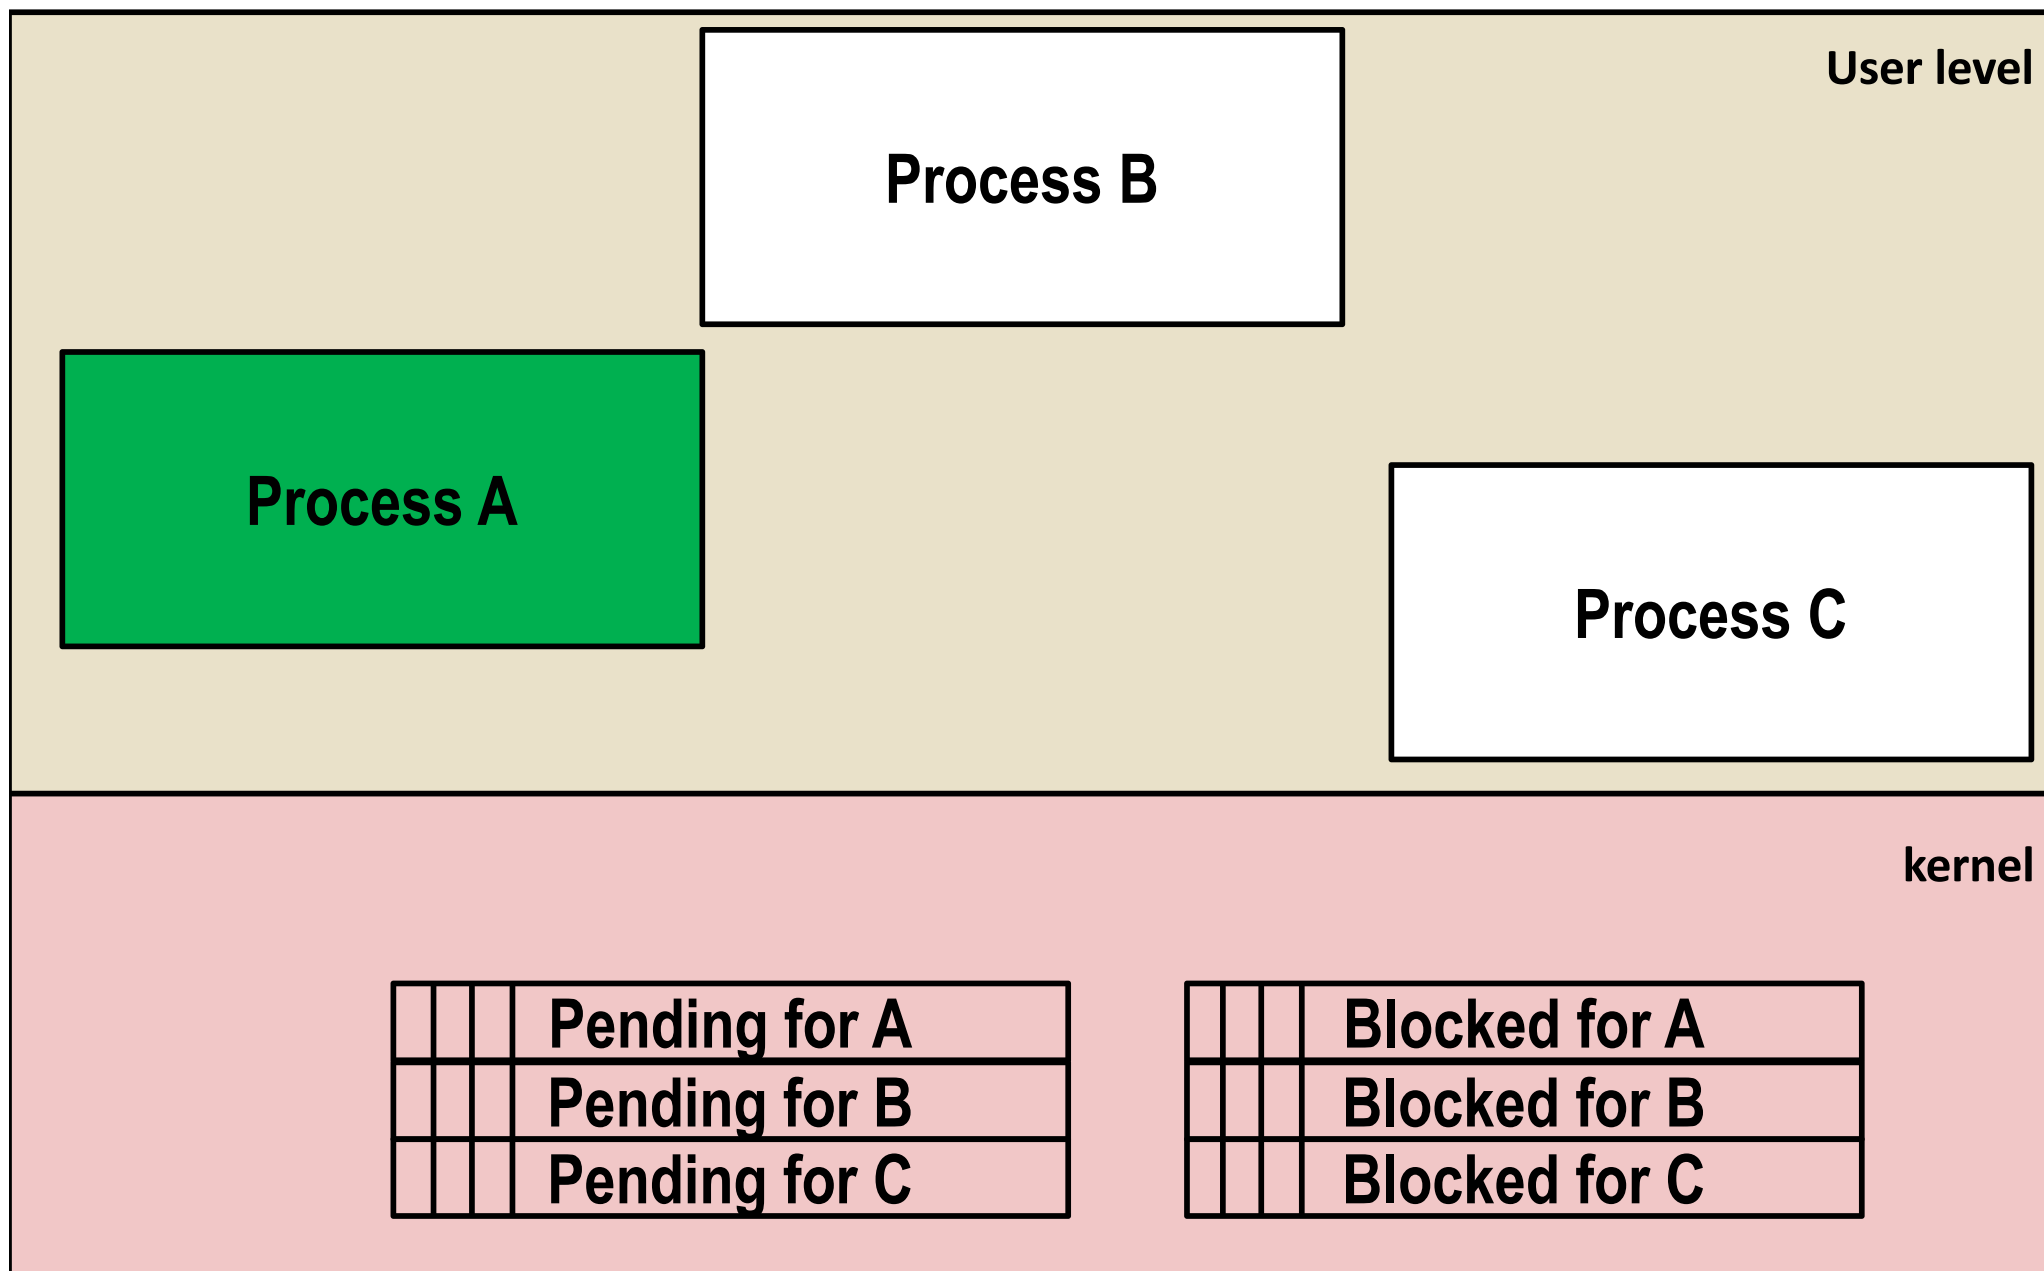 User level
Process B
Process A
Process C
kernel
Pending for A
Blocked for A
Pending for B
Blocked for B
Pending for C
Blocked for C